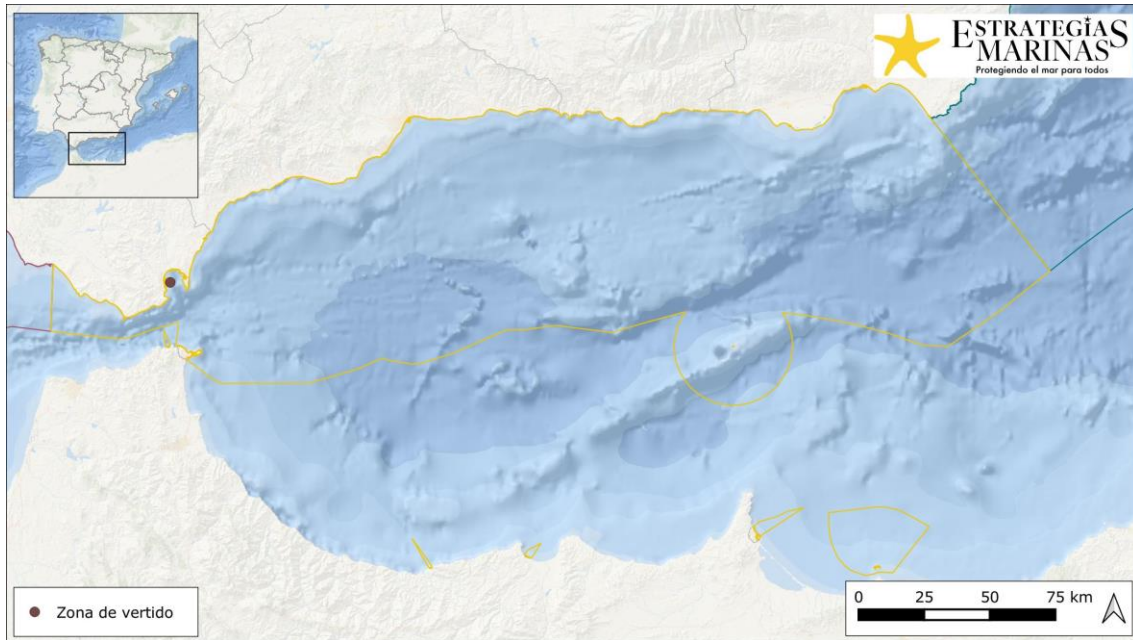 ESTRATEGIAS
MARINAS
Protegiendo el mar para todos
Zona de vertido
0 25 50 75 km